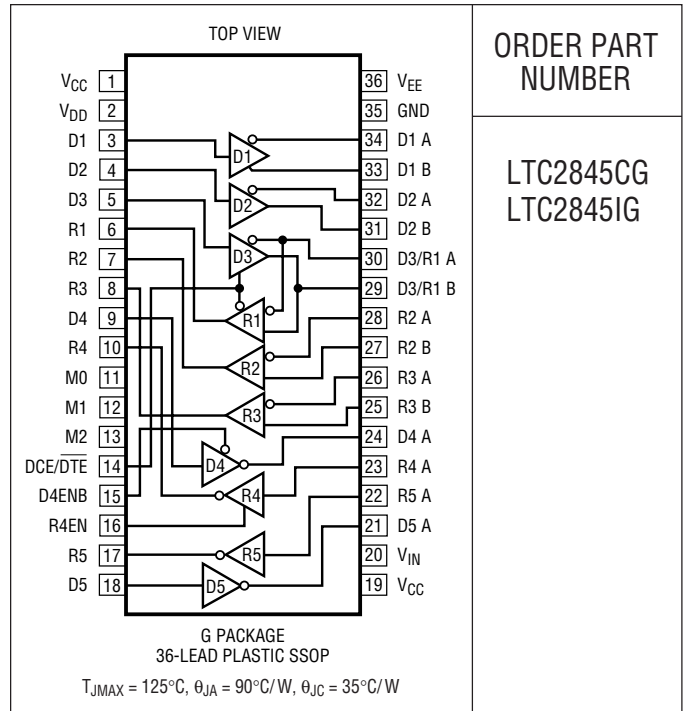 TOP VIEW
ORDER PART
NUMBER
LTC2845CG
LTC2845IG
VCC 1
VDD 2
D1 3
D2 4
D3 5
R1 6
R2 7
R3 8
D4 9
R4 10
M0 11
M1 12
M2 13
DCE/D̅T̅E̅ 14
D4ENB 15
R4EN 16
R5 17
D5 18
D1
D2
D3
R1
R2
R3
D4
R4
R5
D5
36 VEE
35 GND
34 D1 A
33 D1 B
32 D2 A
31 D2 B
30 D3/R1 A
29 D3/R1 B
28 R2 A
27 R2 B
26 R3 A
25 R3 B
24 D4 A
23 R4 A
22 R5 A
21 D5 A
20 VIN
19 VCC
G PACKAGE
36-LEAD PLASTIC SSOP
TJMAX = 125°C, θJA = 90°C/W, θJC = 35°C/W